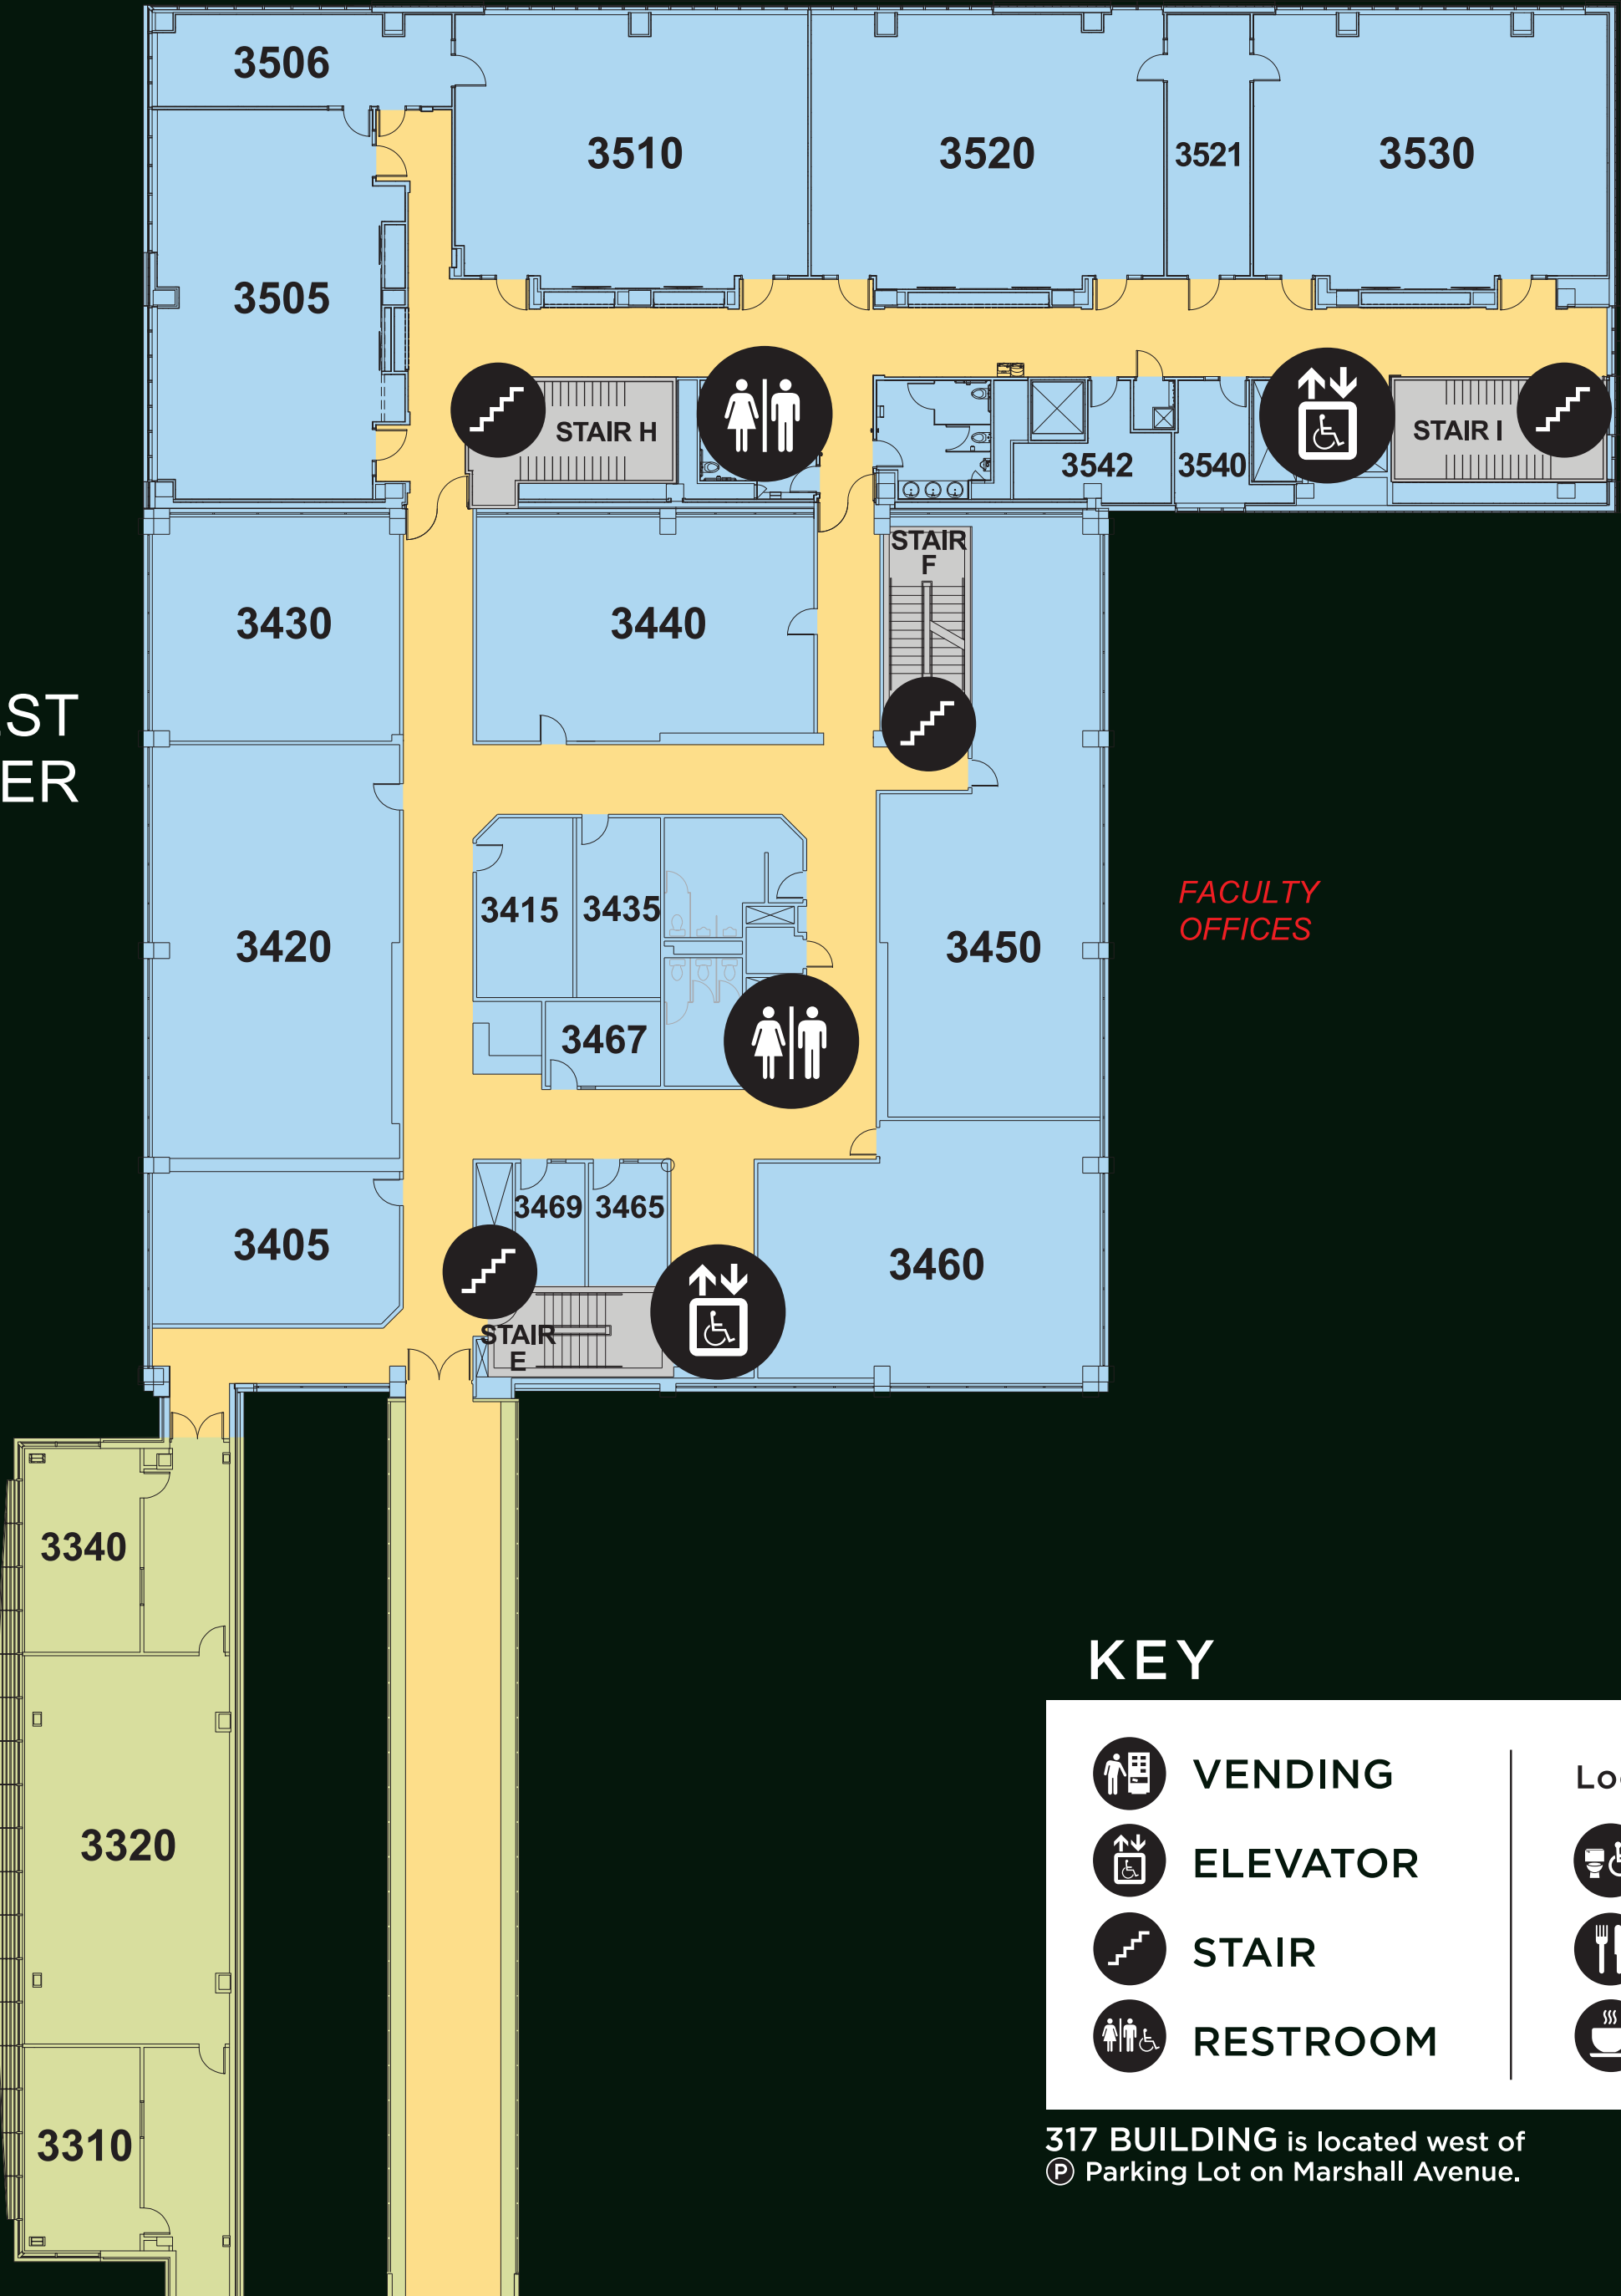 3506
3510
3520
3521
3530
3505
STAIR H
3542
3540
STAIR I
STAIR
F
3430
3440
3420
3415
3435
3450
FACULTY
OFFICES
3467
3405
3469
3465
3460
STAIR
E
3340
3320
3310
KEY
VENDING
ELEVATOR
STAIR
RESTROOM
317 BUILDING is located west of
P Parking Lot on Marshall Avenue.